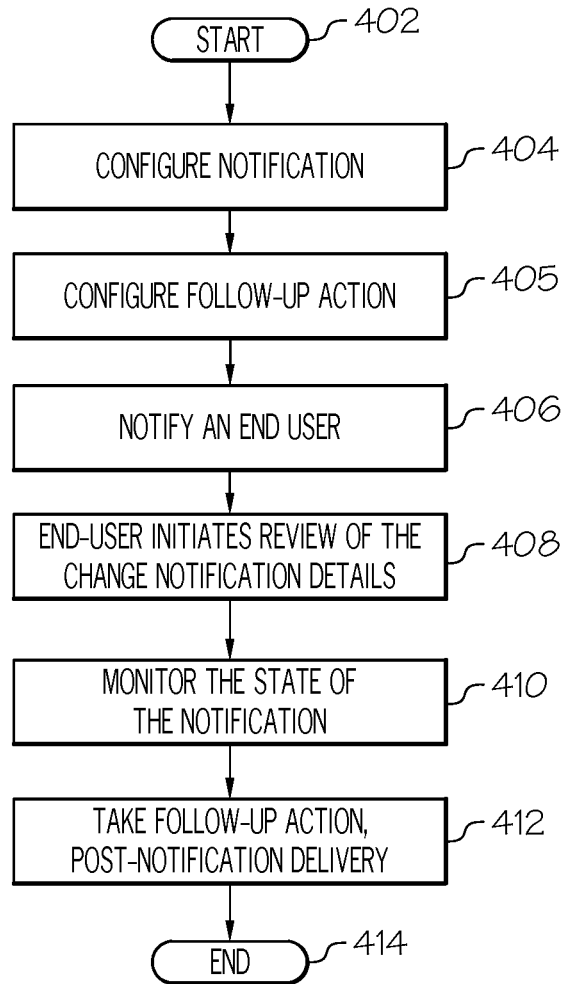 START
402
CONFIGURE NOTIFICATION
404
CONFIGURE FOLLOW-UP ACTION
405
NOTIFY AN END USER
406
END-USER INITIATES REVIEW OF THE
CHANGE NOTIFICATION DETAILS
408
MONITOR THE STATE OF
THE NOTIFICATION
410
TAKE FOLLOW-UP ACTION,
POST-NOTIFICATION DELIVERY
412
END
414